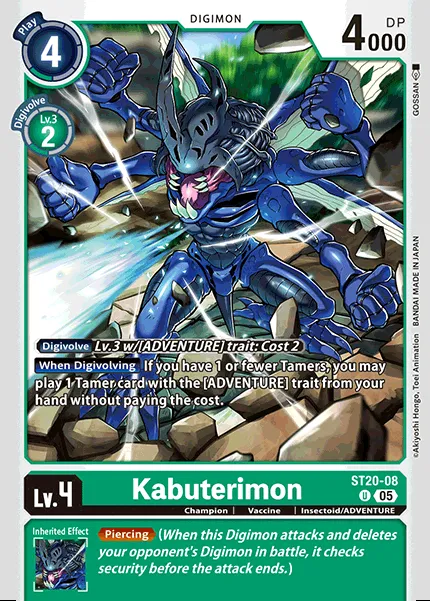 Play
4
DIGIMON
4000
DP
Digivolve
Lv.3
2
GOSSAN
©Akiyoshi Hongo, Toei Animation BANDAI MADE IN JAPAN
Digivolve Lv.3 w/[ADVENTURE] trait: Cost 2
When Digivolving If you have 1 or fewer Tamers, you may
play 1 Tamer card with the [ADVENTURE] trait from your
hand without paying the cost.
Lv.4
Kabuterimon
ST20-08
U 05
Champion | Vaccine | Insectoid/ADVENTURE
Inherited Effect
Piercing (When this Digimon attacks and deletes
your opponent's Digimon in battle, it checks
security before the attack ends.)